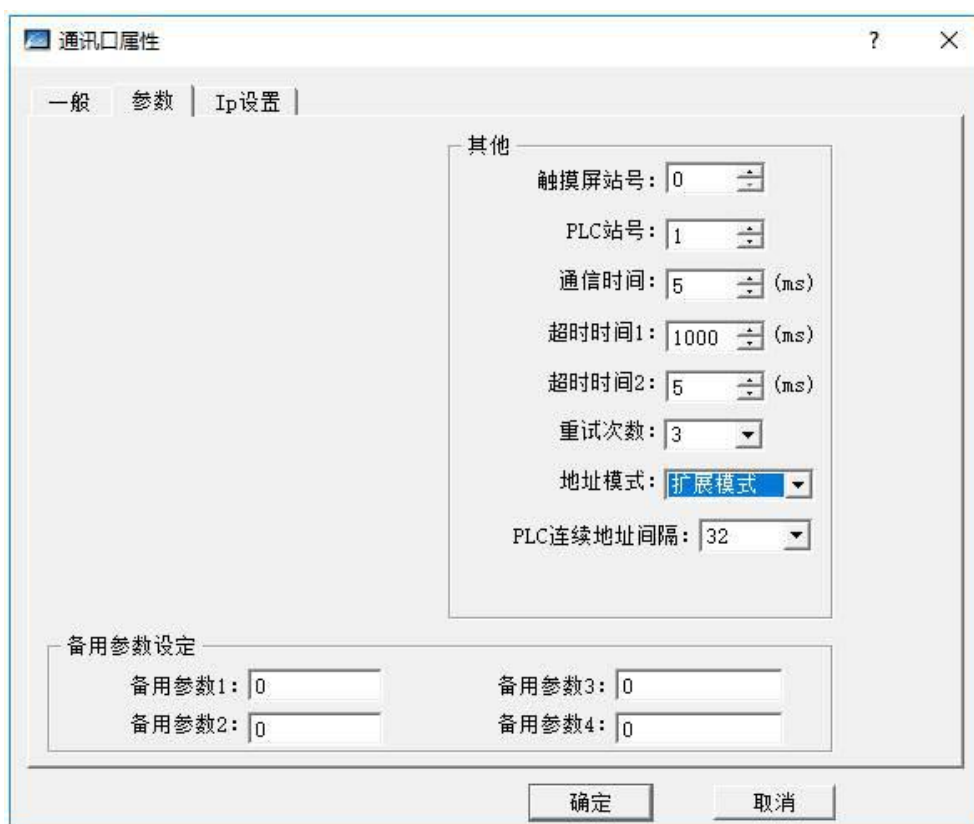 通讯口属性
一般 参数 Ip设置
其他
触摸屏站号: 0
PLC站号: 1
通信时间: 5 (ms)
超时时间1: 1000 (ms)
超时时间2: 5 (ms)
重试次数: 3
地址模式: 扩展模式
PLC连续地址间隔: 32
备用参数设定
备用参数1: 0 备用参数3: 0
备用参数2: 0 备用参数4: 0
确定 取消